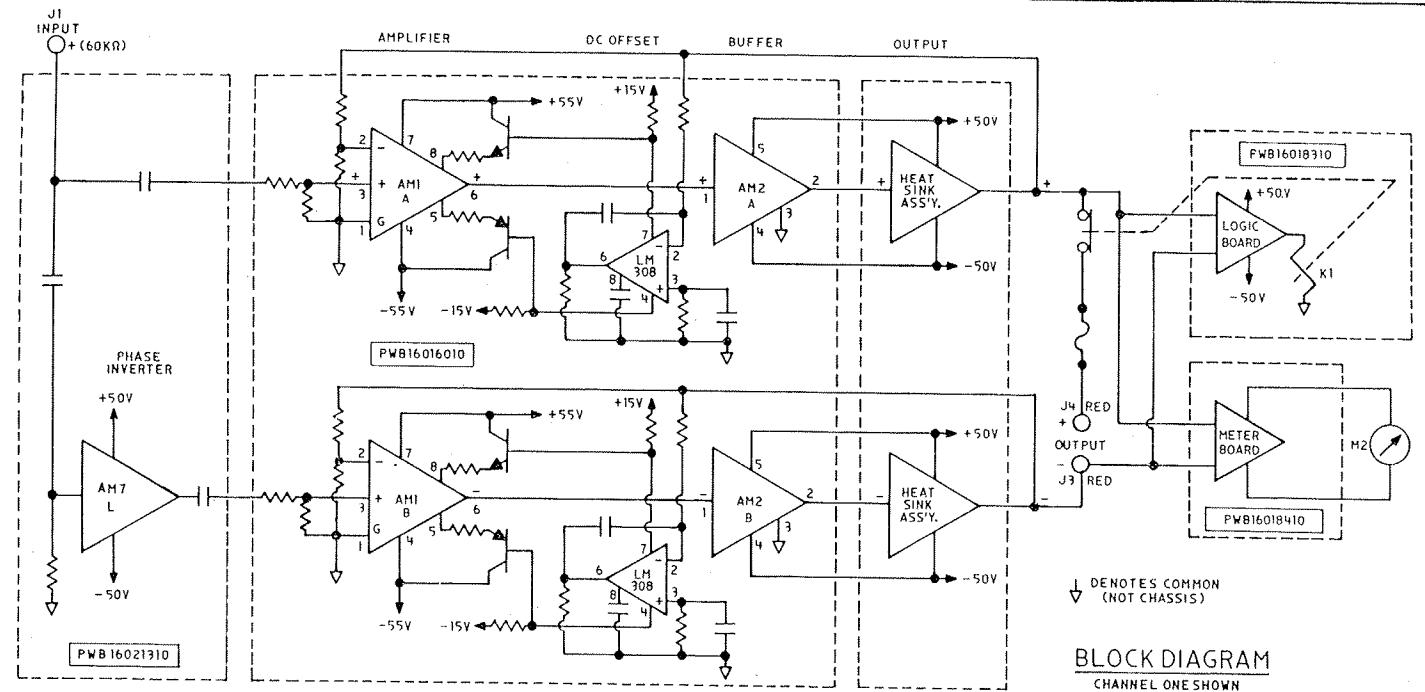 J1
INPUT
+ (60KΩ)
AMPLIFIER
DC OFFSET
BUFFER
OUTPUT
+55V
+15V
+50V
7
2
-
8
+
3
+
AM1
A
+
6
5
G
1
4
-55V
-15V
PWB16016010
7
-
2
6
LM
308
8
+
3
4
5
+
1
AM2
A
2
3
4
+
HEAT
SINK
ASS'Y.
-50V
+
PWB16018310
+50V
LOGIC
BOARD
-50V
K1
PHASE
INVERTER
+50V
AM7
L
-50V
PWB16021310
+55V
+15V
+50V
7
2
-
8
+
3
AM1
B
-
6
5
G
1
4
-55V
-15V
7
-
2
6
LM
308
8
+
3
4
5
-
1
AM2
B
2
3
4
-
HEAT
SINK
ASS'Y.
-50V
-
J4 RED
+
OUTPUT
-
J3 RED
METER
BOARD
M2
PWB16018410
DENOTES COMMON
(NOT CHASSIS)
BLOCK DIAGRAM
CHANNEL ONE SHOWN